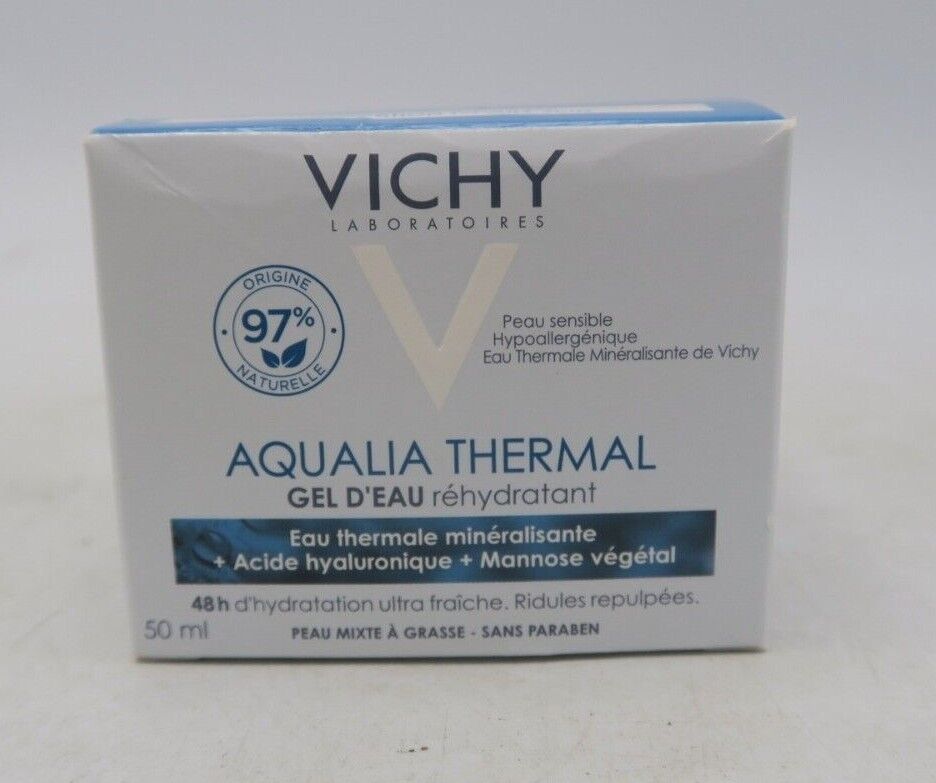 VICHY
LABORATOIRES
V
ORIGINE
97%
NATURELLE
Peau sensible
Hypoallergénique
Eau Thermale Minéralisante de Vichy
AQUALIA THERMAL
GEL D'EAU réhydratant
Eau thermale minéralisante
+ Acide hyaluronique + Mannose végétal
48h d'hydratation ultra fraîche. Ridules repulpées.
50 ml
PEAU MIXTE À GRASSE - SANS PARABEN